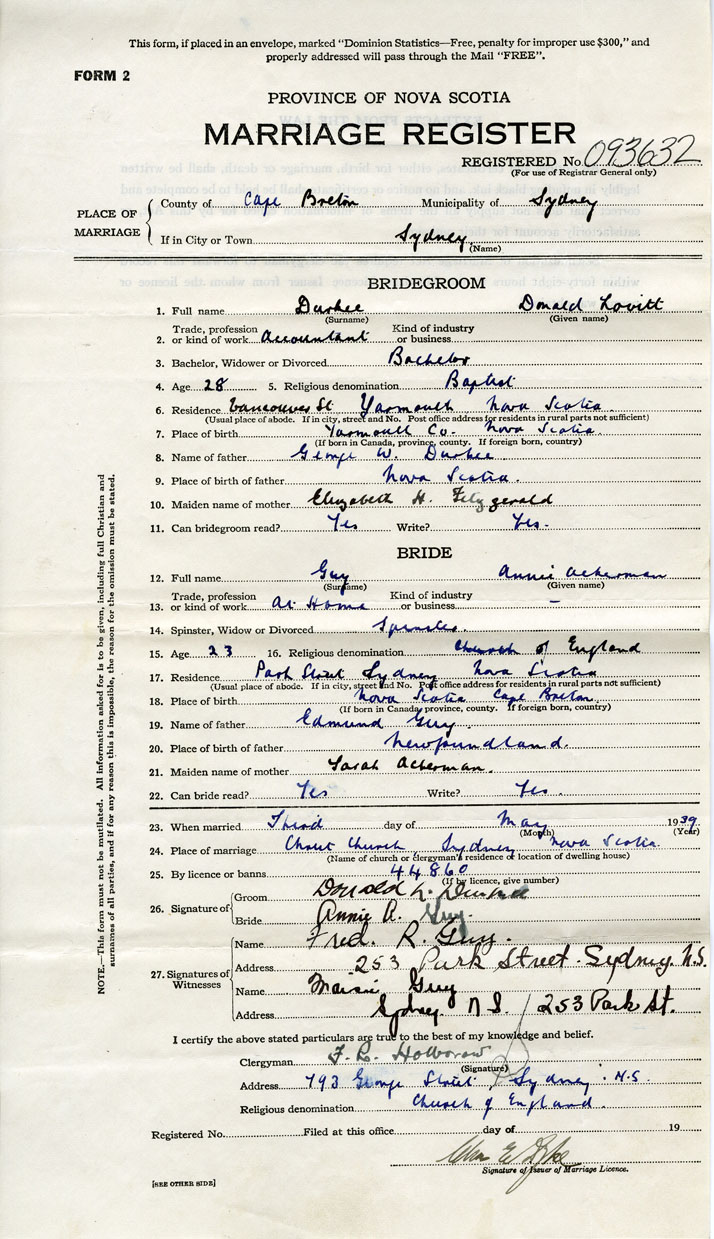 This form, if placed in an envelope, marked "Dominion Statistics—Free, penalty for improper use $300," and
properly addressed will pass through the Mail "FREE".
FORM 2
PROVINCE OF NOVA SCOTIA
MARRIAGE REGISTER
REGISTERED No. 093632
(For use of Registrar General only)
PLACE OF MARRIAGE
County of Cape Breton Municipality of Sydney
If in City or Town Sydney
(Name)
BRIDEGROOM
1. Full name Durkee Donald Lovitt
(Surname) (Given name)
2. Trade, profession or kind of work Accountant Kind of industry or business
3. Bachelor, Widower or Divorced Bachelor
4. Age 28 5. Religious denomination Baptist
6. Residence Vancouver St Yarmouth Nova Scotia
(Usual place of abode. If in city, street and No. Post office address for residents in rural parts not sufficient)
7. Place of birth Yarmouth Co. Nova Scotia
(If born in Canada, province, county. If foreign born, country)
8. Name of father George W. Durkee
9. Place of birth of father Nova Scotia.
10. Maiden name of mother Elizabeth H. Fitzgerald
11. Can bridegroom read? Yes Write? Yes.
BRIDE
12. Full name Guy Annie Ackerman
(Surname) (Given name)
13. Trade, profession or kind of work At Home Kind of industry or business —
14. Spinster, Widow or Divorced Spinster.
15. Age 23 16. Religious denomination Church of England
17. Residence Park Street Sydney Nova Scotia
(Usual place of abode. If in city, street and No. Post office address for residents in rural parts not sufficient)
18. Place of birth Nova Scotia Cape Breton
(If born in Canada, province, county. If foreign born, country)
19. Name of father Edmund Guy.
20. Place of birth of father Newfoundland.
21. Maiden name of mother Sarah Ackerman.
22. Can bride read? Yes Write? Yes.
23. When married Third day of May 1939
(Month) (Year)
24. Place of marriage Christ Church, Sydney Nova Scotia.
(Name of church or clergyman's residence or location of dwelling house)
25. By licence or banns 44860
(If by licence, give number)
26. Signature of
Groom Donald L. Durkee
Bride Annie A. Guy.
27. Signatures of Witnesses
Name Fred. R. Guy.
Address 253 Park Street. Sydney. N.S.
Name Guy
Address Sydney N.S. / 253 Park St.
I certify the above stated particulars are true to the best of my knowledge and belief.
Clergyman F. R. Holborow
(Signature)
Address 793 George Street, Sydney. N.S.
Religious denomination Church of England.
Registered No. Filed at this office day of 19
Signature of Issuer of Marriage Licence.
[SEE OTHER SIDE]
NOTE.—This form must not be mutilated. All information asked for is to be given, including full Christian and
surnames of all parties, and if for any reason this is impossible, the reason for the omission must be stated.